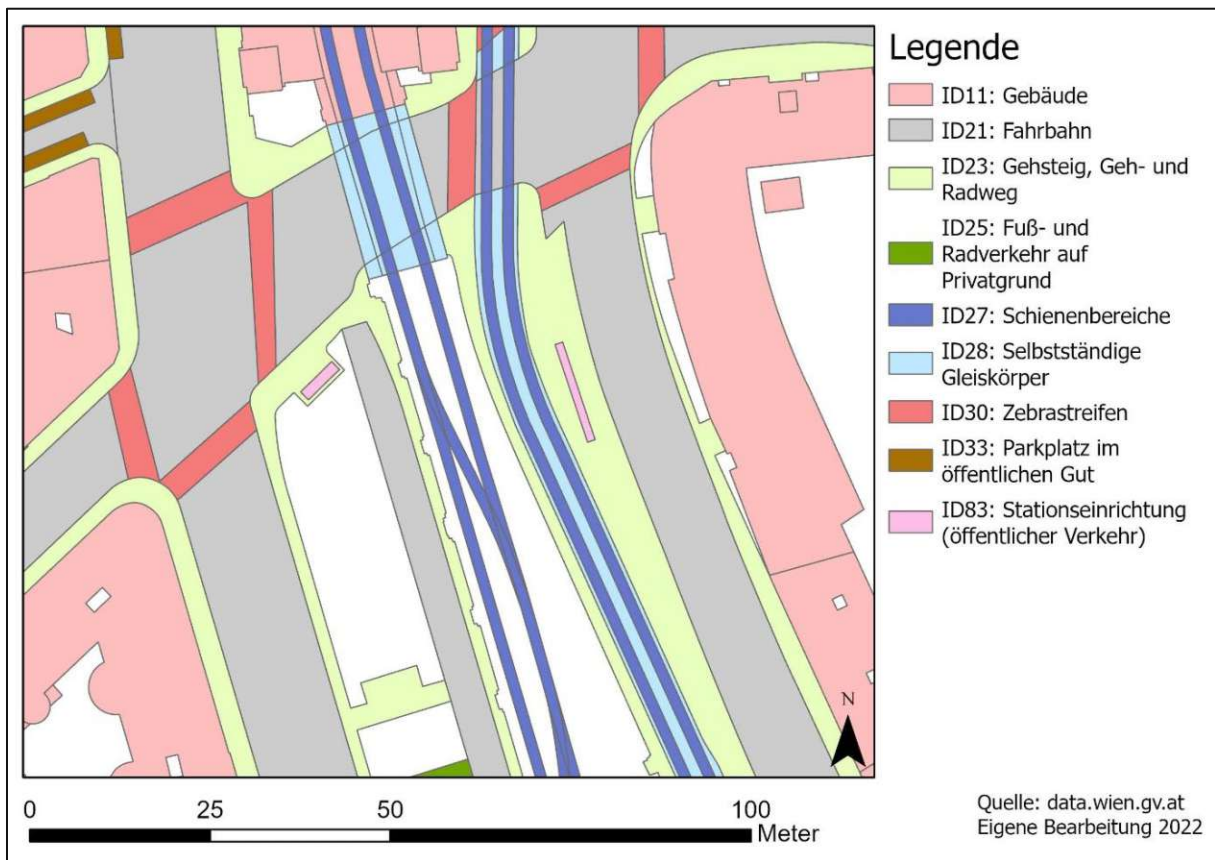 Legende
ID11: Gebäude
ID21: Fahrbahn
ID23: Gehsteig, Geh- und
Radweg
ID25: Fuß- und
Radverkehr auf
Privatgrund
ID27: Schienenbereiche
ID28: Selbstständige
Gleiskörper
ID30: Zebrastreifen
ID33: Parkplatz im
öffentlichen Gut
ID83: Stationseinrichtung
(öffentlicher Verkehr)
N
0 25 50 100
Meter
Quelle: data.wien.gv.at
Eigene Bearbeitung 2022